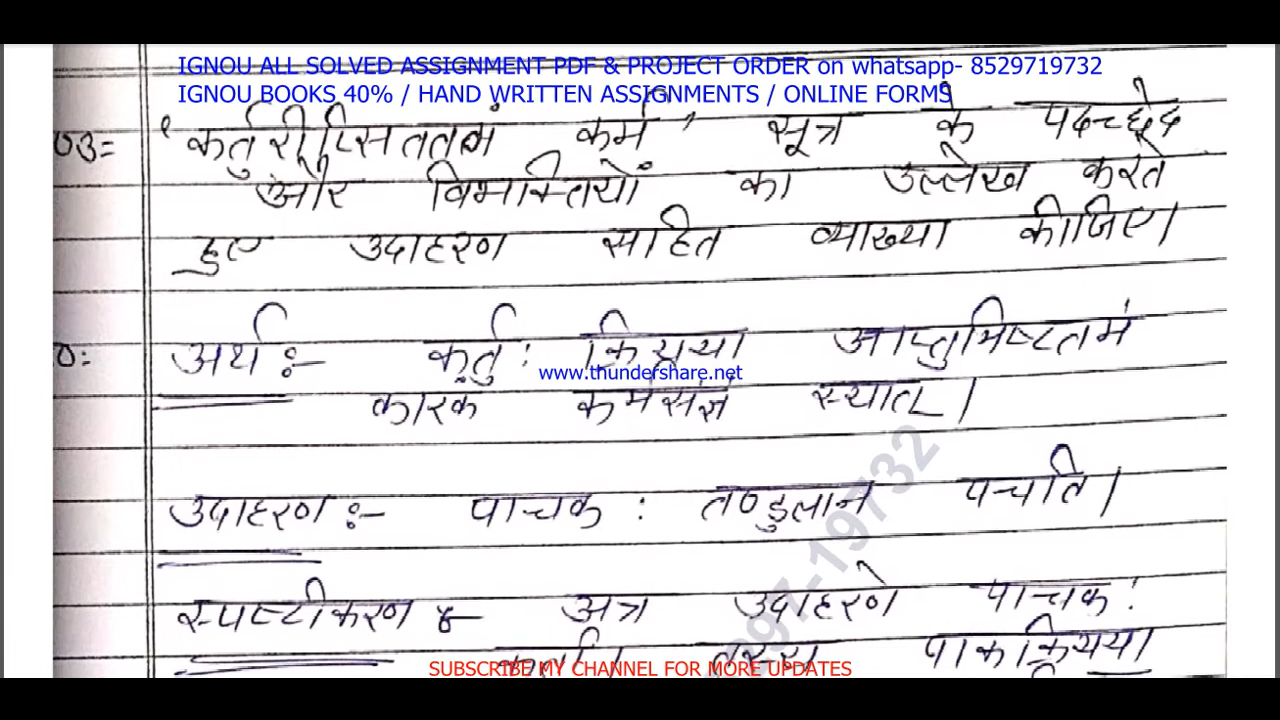 IGNOU ALL SOLVED ASSIGNMENT PDF & PROJECT ORDER on whatsapp- 8529719732
IGNOU BOOKS 40% / HAND WRITTEN ASSIGNMENTS / ONLINE FORMS
'कर्तुरीप्सिततमं कर्म' सूत्र के पदच्छेद
और विभक्तियों का उल्लेख करते
हुए उदाहरण सहित व्याख्या कीजिए।
अर्थ :- कर्तु: क्रियया आप्तुमिष्टतमं
www.thundershare.net
कारक कर्मसंज्ञ स्यात्।
उदाहरण :- पाचक: तण्डुलान पचति।
स्पष्टीकरण :- अत्र उदाहरणे पाचक:
पाकक्रियया
SUBSCRIBE MY CHANNEL FOR MORE UPDATES